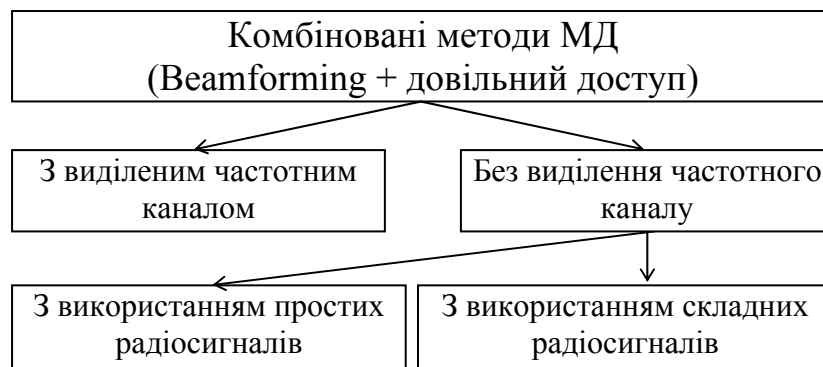 Комбіновані методи МД
(Beamforming + довільний доступ)
З виділеним частотним
каналом
Без виділення частотного
каналу
З використанням простих
радіосигналів
З використанням складних
радіосигналів